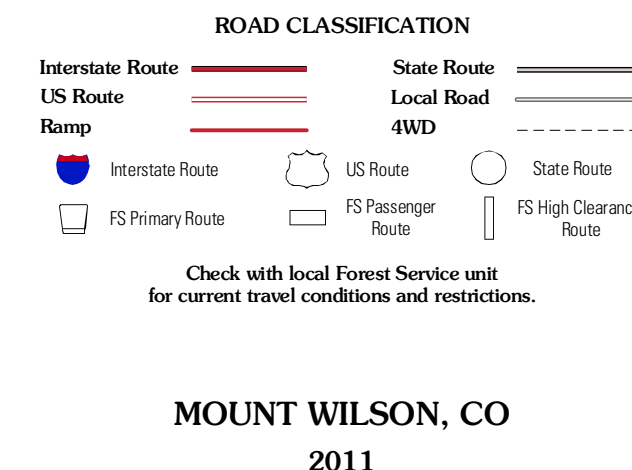 ROAD CLASSIFICATION
Interstate Route
State Route
US Route
Local Road
Ramp
4WD
Interstate Route
US Route
State Route
FS Primary Route
FS Passenger
Route
FS High Clearanc
Route
Check with local Forest Service unit
for current travel conditions and restrictions.
MOUNT WILSON, CO
2011